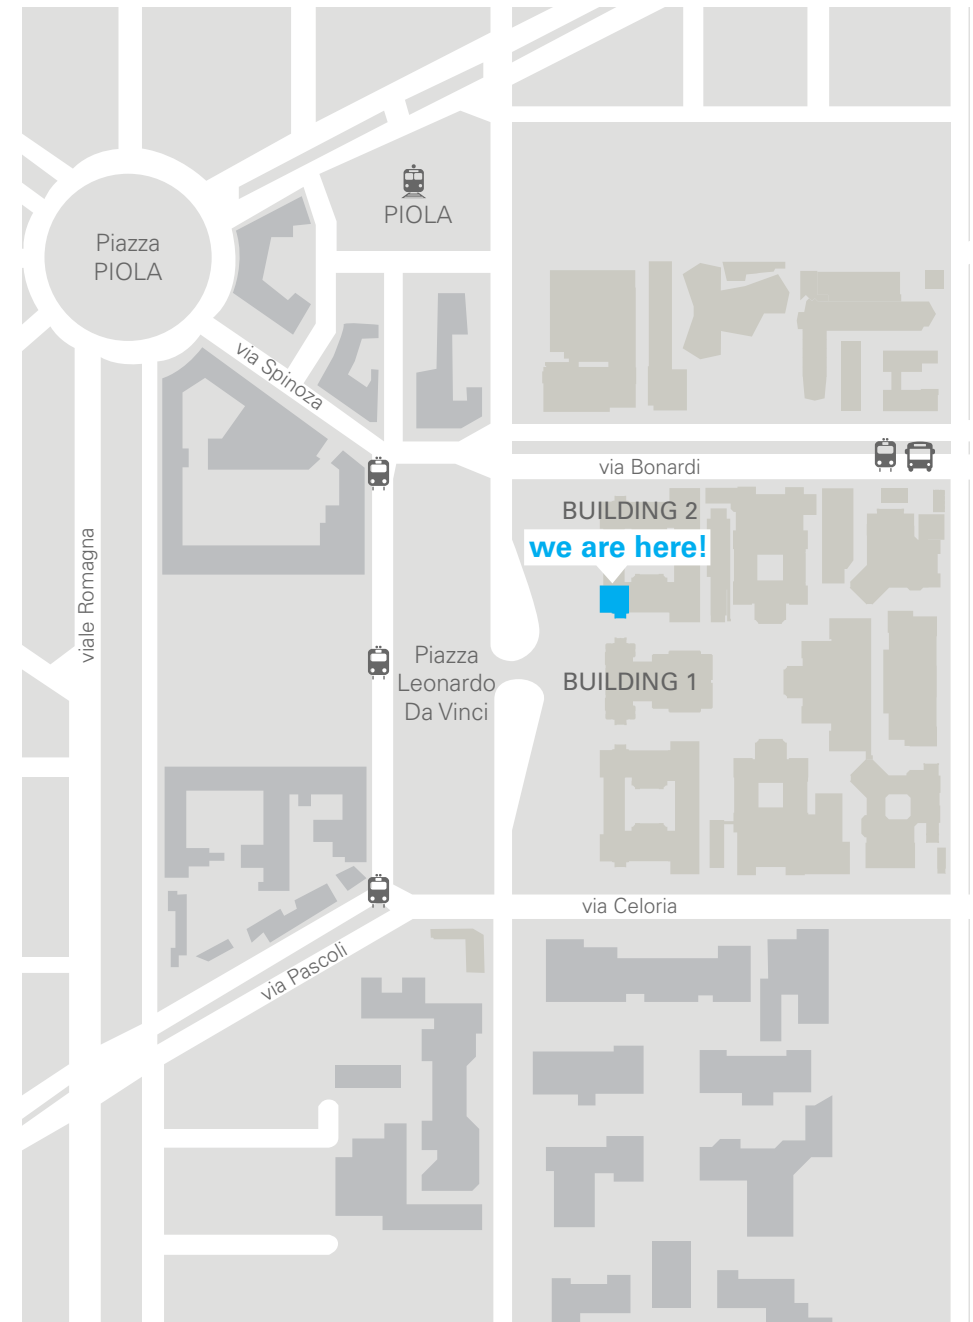 PIOLA
Piazza
PIOLA
via Spinoza
via Bonardi
BUILDING 2
we are here!
viale Romagna
Piazza
Leonardo
Da Vinci
BUILDING 1
via Celoria
via Pascoli